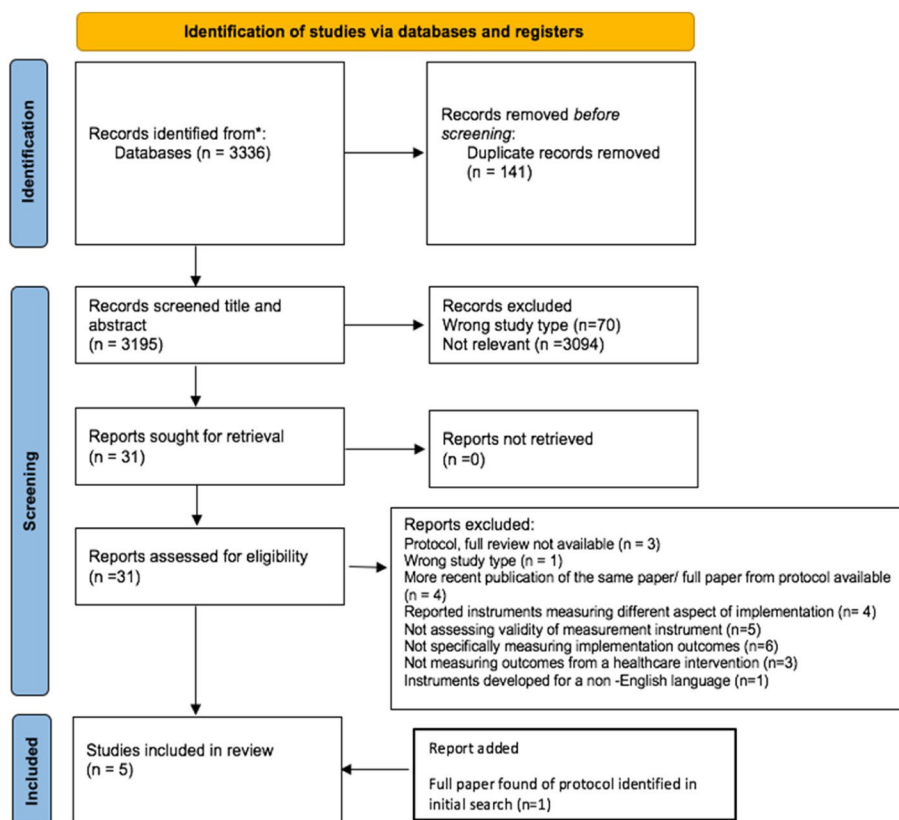 Identification of studies via databases and registers
Identification
Records identified from*:
Databases (n = 3336)
Records removed before
screening:
Duplicate records removed
(n = 141)
Screening
Records screened title and
abstract
(n = 3195)
Records excluded
Wrong study type (n=70)
Not relevant (n =3094)
Reports sought for retrieval
(n = 31)
Reports not retrieved
(n =0)
Reports assessed for eligibility
(n =31)
Reports excluded:
Protocol, full review not available (n = 3)
Wrong study type (n = 1)
More recent publication of the same paper/ full paper from protocol available
(n = 4)
Reported instruments measuring different aspect of implementation (n= 4)
Not assessing validity of measurement instrument (n=5)
Not specifically measuring implementation outcomes (n=6)
Not measuring outcomes from a healthcare intervention (n=3)
Instruments developed for a non -English language (n=1)
Included
Studies included in review
(n = 5)
Report added
Full paper found of protocol identified in
initial search (n=1)